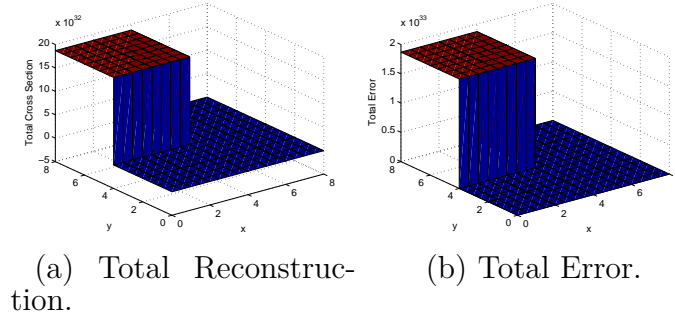 x 10^32
20
15
10
5
0
−5
Total Cross Section
8
6
4
2
0
y
0
2
4
6
8
x
x 10^33
2
1.5
1
0.5
0
Total Error
8
6
4
2
0
y
0
2
4
6
8
x
(a) Total Reconstruc-
tion.
(b) Total Error.